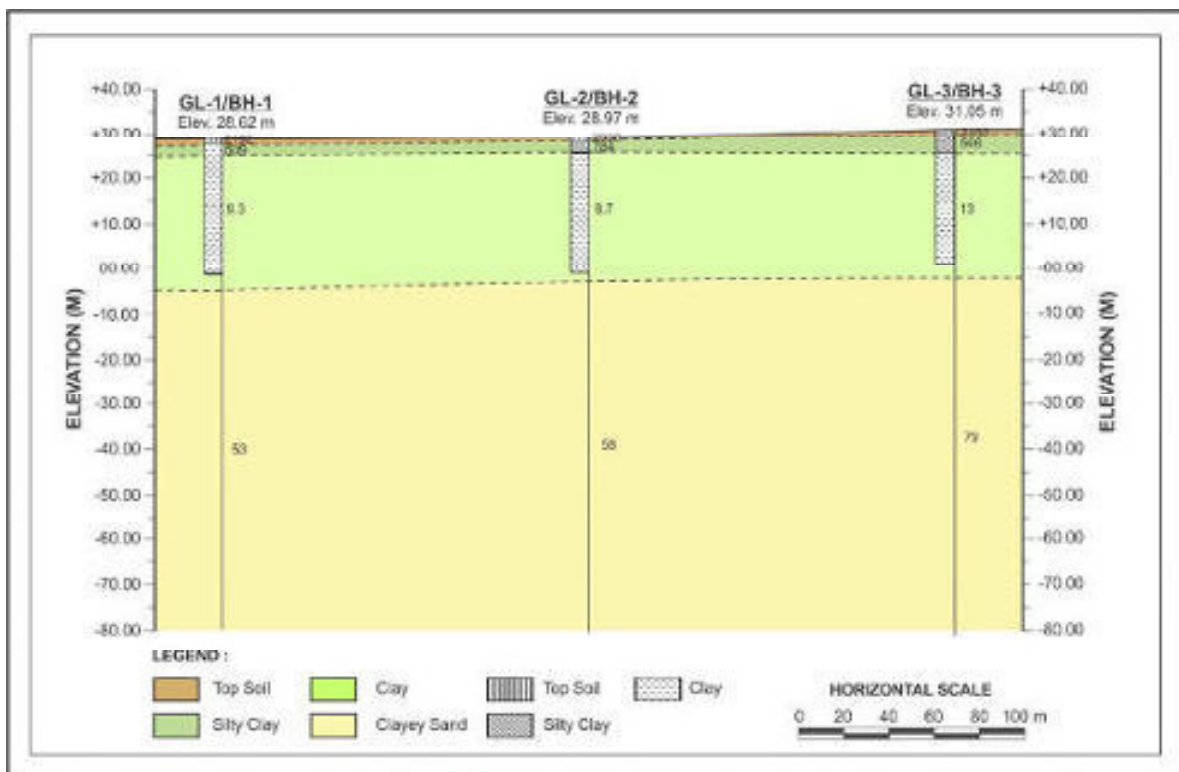 GL-1/BH-1
Elev. 28.62 m
GL-2/BH-2
Elev. 28.97 m
GL-3/BH-3
Elev. 31.05 m
+40.00
+30.00
+20.00
+10.00
00.00
-10.00
-20.00
-30.00
-40.00
-50.00
-60.00
-70.00
-80.00
ELEVATION (M)
9.3
8.7
13
53
58
79
+40.00
+30.00
+20.00
+10.00
00.00
-10.00
-20.00
-30.00
-40.00
-50.00
-60.00
-70.00
-80.00
ELEVATION (M)
LEGEND :
Top Soil
Clay
Top Soil
Clay
Silty Clay
Clayey Sand
Silty Clay
HORIZONTAL SCALE
0 20 40 60 80 100 m